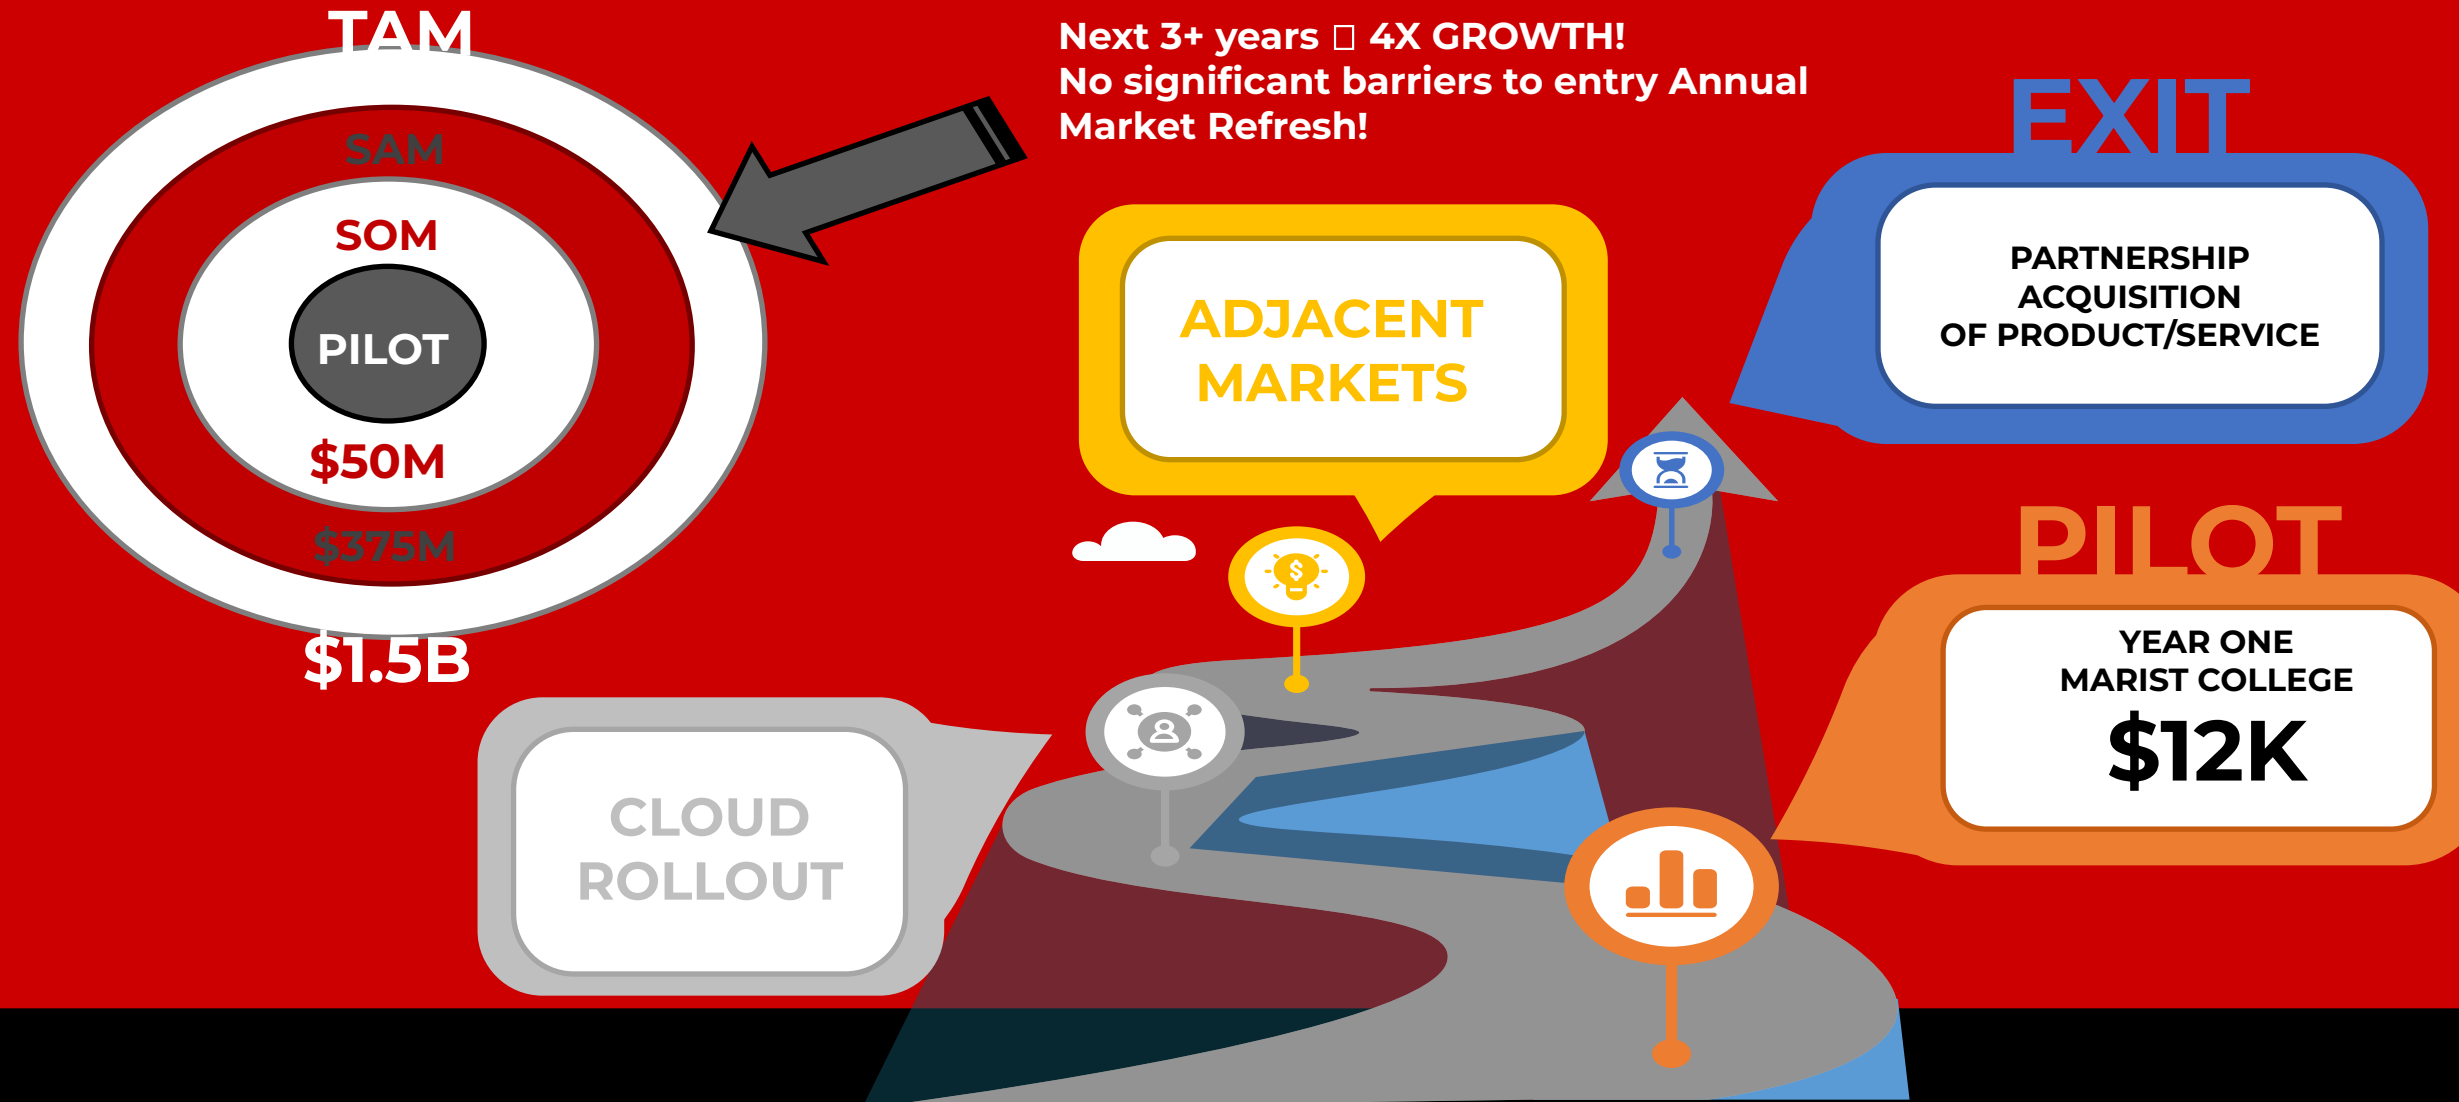 TAM
SAM
SOM
PILOT
$50M
$375M
$1.5B
Next 3+ years □ 4X GROWTH!
No significant barriers to entry Annual
Market Refresh!
EXIT
PARTNERSHIP
ACQUISITION
OF PRODUCT/SERVICE
ADJACENT
MARKETS
PILOT
YEAR ONE
MARIST COLLEGE
$12K
CLOUD
ROLLOUT